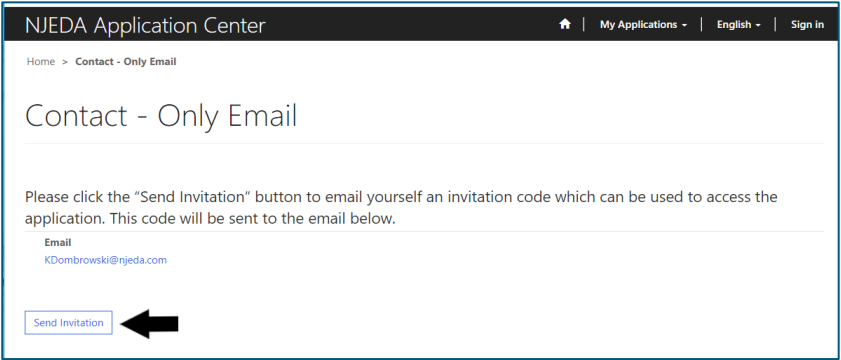 NJEDA Application Center
My Applications
English
Sign in
Home > Contact - Only Email
Contact - Only Email
Please click the “Send Invitation” button to email yourself an invitation code which can be used to access the
application. This code will be sent to the email below.
Email
KDombrowski@njeda.com
Send Invitation